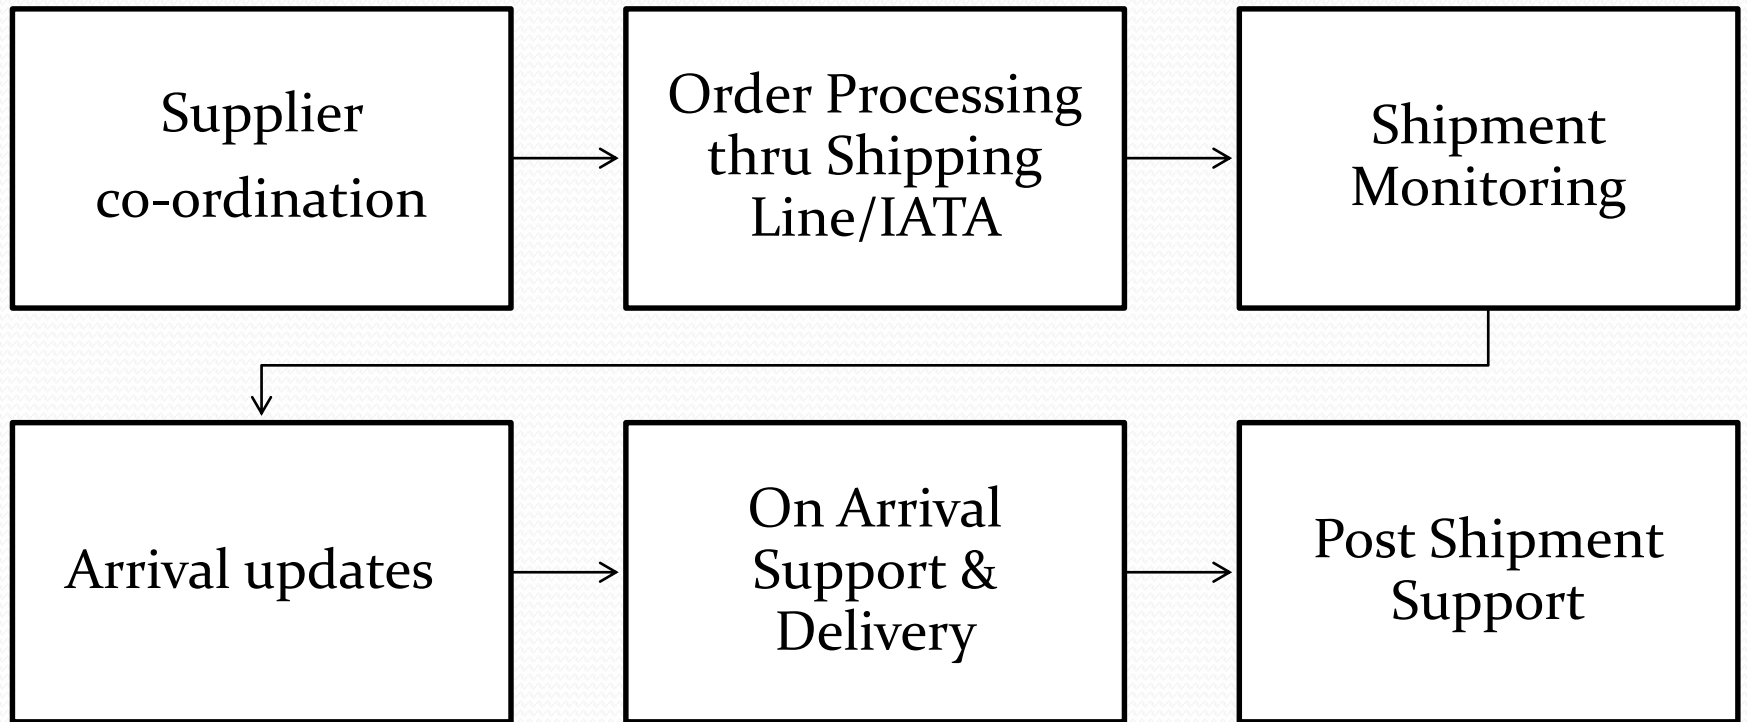 Supplier
co-ordination
Order Processing
thru Shipping
Line/IATA
Shipment
Monitoring
Arrival updates
On Arrival
Support &
Delivery
Post Shipment
Support